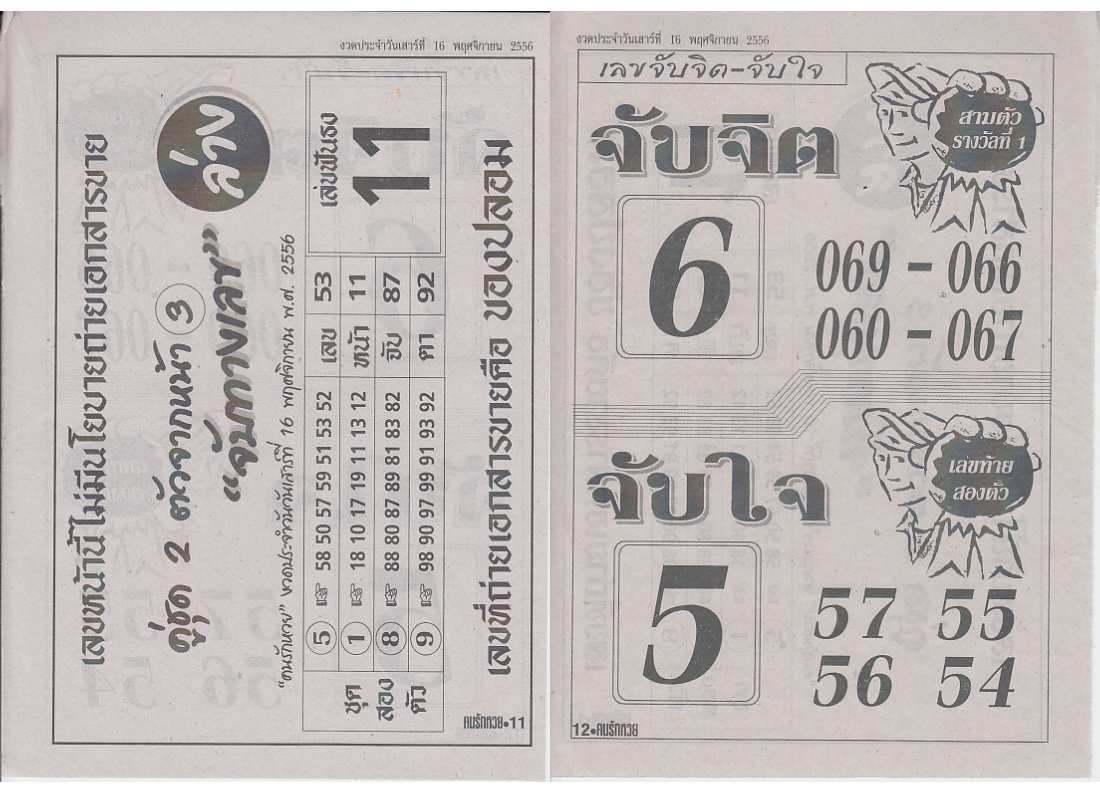 งวดประจำวันเสาร์ที่ 16 พฤศจิกายน 2556
เลขหน้านี้ไม่มีนโยบายถ่ายเอกสารขาย
คู่ชุด 2 ตัวจากหน้า 3
"จับทางเลข"
ล่าง
"คนรักหวย" งวดประจำวันเสาร์ที่ 16 พฤศจิกายน พ.ศ. 2556
ชุด สอง ตัว
5 58 50 57 59 51 53 52 เลข 53
1 18 10 17 19 11 13 12 หน้า 11
8 88 80 87 89 81 83 82 จับ 87
9 98 90 97 99 91 93 92 ตา 92
เลขฟันธง
11
เลขที่ถ่ายเอกสารขายคือ ของปลอม
คนรักหวย•11
งวดประจำวันเสาร์ที่ 16 พฤศจิกายน 2556
เลขจับจิต-จับใจ
จับจิต
สามตัว
รางวัลที่ 1
6
069 - 066
060 - 067
จับใจ
เลขท้าย
สองตัว
5
57 55
56 54
12•คนรักหวย